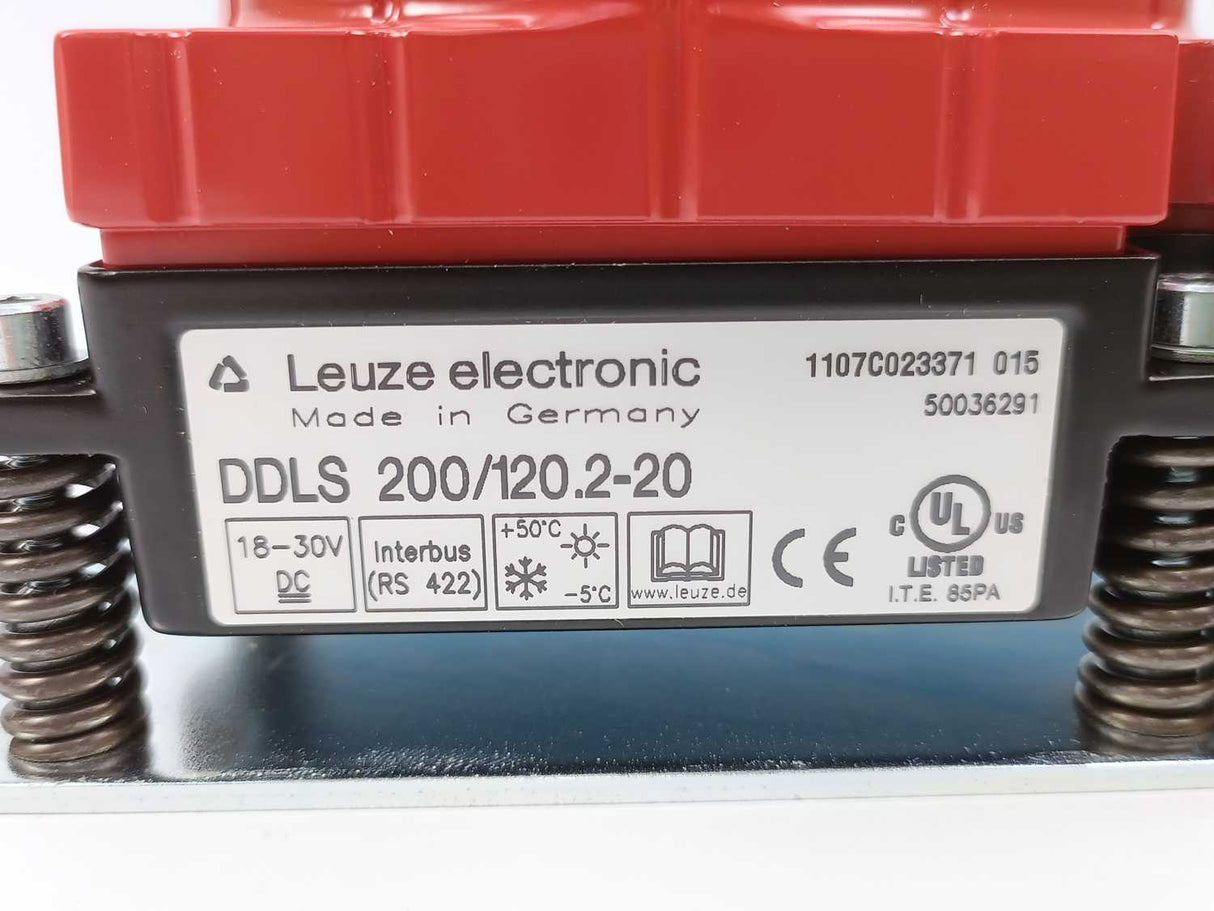 Leuze electronic
Made in Germany
1107C023371 015
50036291
DDLS 200/120.2-20
18-30V
DC
Interbus
(RS 422)
+50°C
-5°C
www.leuze.de
CE
C UL US
LISTED
I.T.E. 85PA